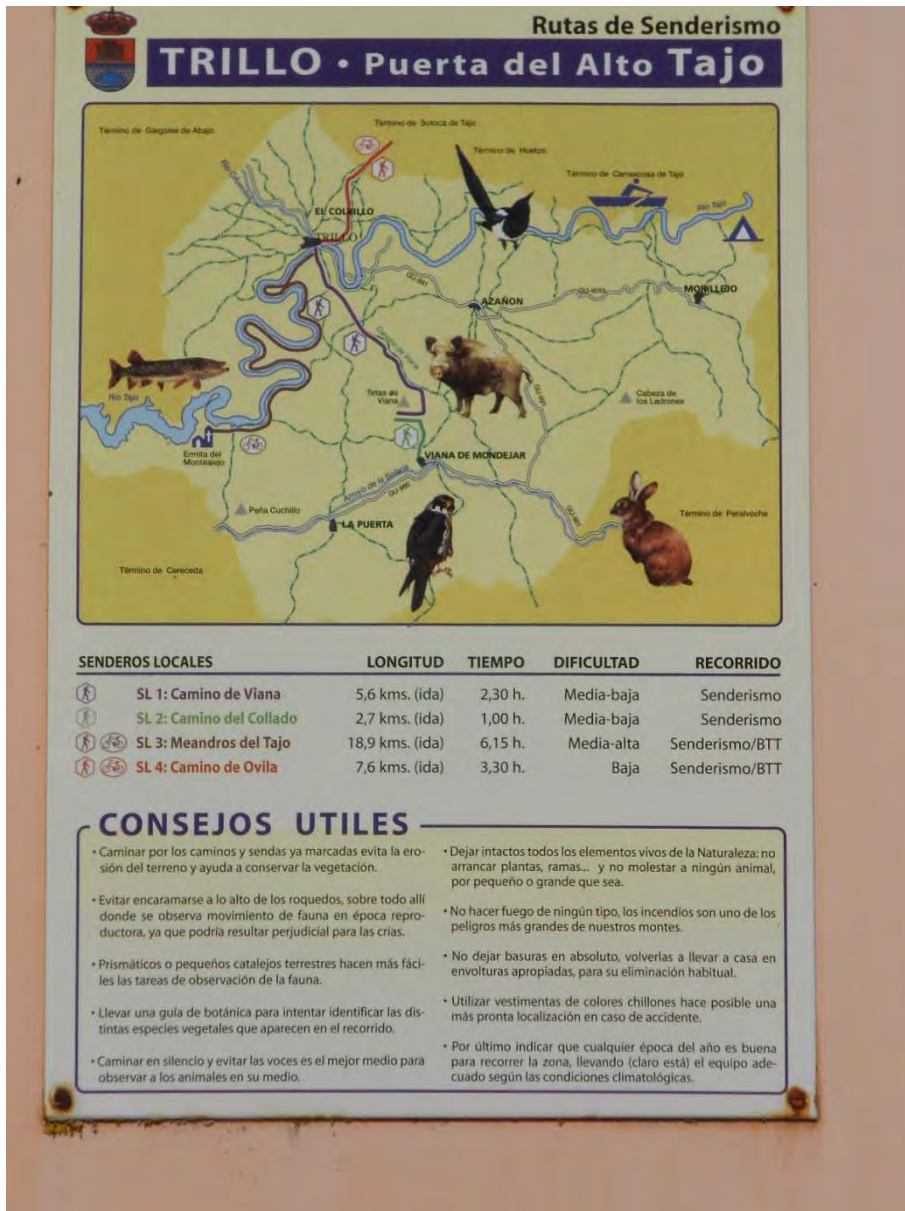 Rutas de Senderismo
TRILLO • Puerta del Alto Tajo
Término de Gárgoles de Abajo
Término de Sotoca de Tajo
Término de Huetos
Término de Carrascosa de Tajo
Río Tajo
EL COLVILLO
TRILLO
GU-991
AZAÑON
GU-9055
MORILLEJO
Río Tajo
Tetas de
Viana
Cabeza de
los Ladrones
Ermita del
Montealejo
VIANA DE MONDEJAR
Arroyo de la Solana
Peña Cuchillo
LA PUERTA
Término de Peralveche
Término de Cereceda
SENDEROS LOCALES LONGITUD TIEMPO DIFICULTAD RECORRIDO
SL 1: Camino de Viana 5,6 kms. (ida) 2,30 h. Media-baja Senderismo
SL 2: Camino del Collado 2,7 kms. (ida) 1,00 h. Media-baja Senderismo
SL 3: Meandros del Tajo 18,9 kms. (ida) 6,15 h. Media-alta Senderismo/BTT
SL 4: Camino de Ovila 7,6 kms. (ida) 3,30 h. Baja Senderismo/BTT
CONSEJOS UTILES
• Caminar por los caminos y sendas ya marcadas evita la ero-
sión del terreno y ayuda a conservar la vegetación.
• Evitar encaramarse a lo alto de los roquedos, sobre todo allí
donde se observa movimiento de fauna en época repro-
ductora, ya que podría resultar perjudicial para las crías.
• Prismáticos o pequeños catalejos terrestres hacen más fáci-
les las tareas de observación de la fauna.
• Llevar una guía de botánica para intentar identificar las dis-
tintas especies vegetales que aparecen en el recorrido.
• Caminar en silencio y evitar las voces es el mejor medio para
observar a los animales en su medio.
• Dejar intactos todos los elementos vivos de la Naturaleza: no
arrancar plantas, ramas... y no molestar a ningún animal,
por pequeño o grande que sea.
• No hacer fuego de ningún tipo, los incendios son uno de los
peligros más grandes de nuestros montes.
• No dejar basuras en absoluto, volverlas a llevar a casa en
envolturas apropiadas, para su eliminación habitual.
• Utilizar vestimentas de colores chillones hace posible una
más pronta localización en caso de accidente.
• Por último indicar que cualquier época del año es buena
para recorrer la zona, llevando (claro está) el equipo ade-
cuado según las condiciones climatológicas.